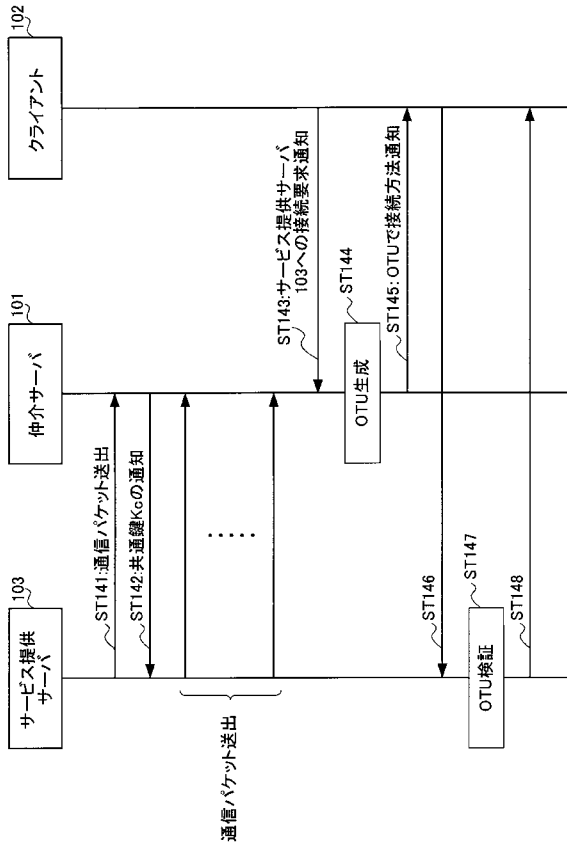 103
サービス提供
サーバ
101
仲介サーバ
102
クライアント
ST141:通信パケット送出
ST142:共通鍵Kcの通知
通信パケット送出
.....
ST143:サービス提供サーバ
103への接続要求通知
ST144
OTU生成
ST145:OTUで接続方法通知
ST146
ST147
OTU検証
ST148